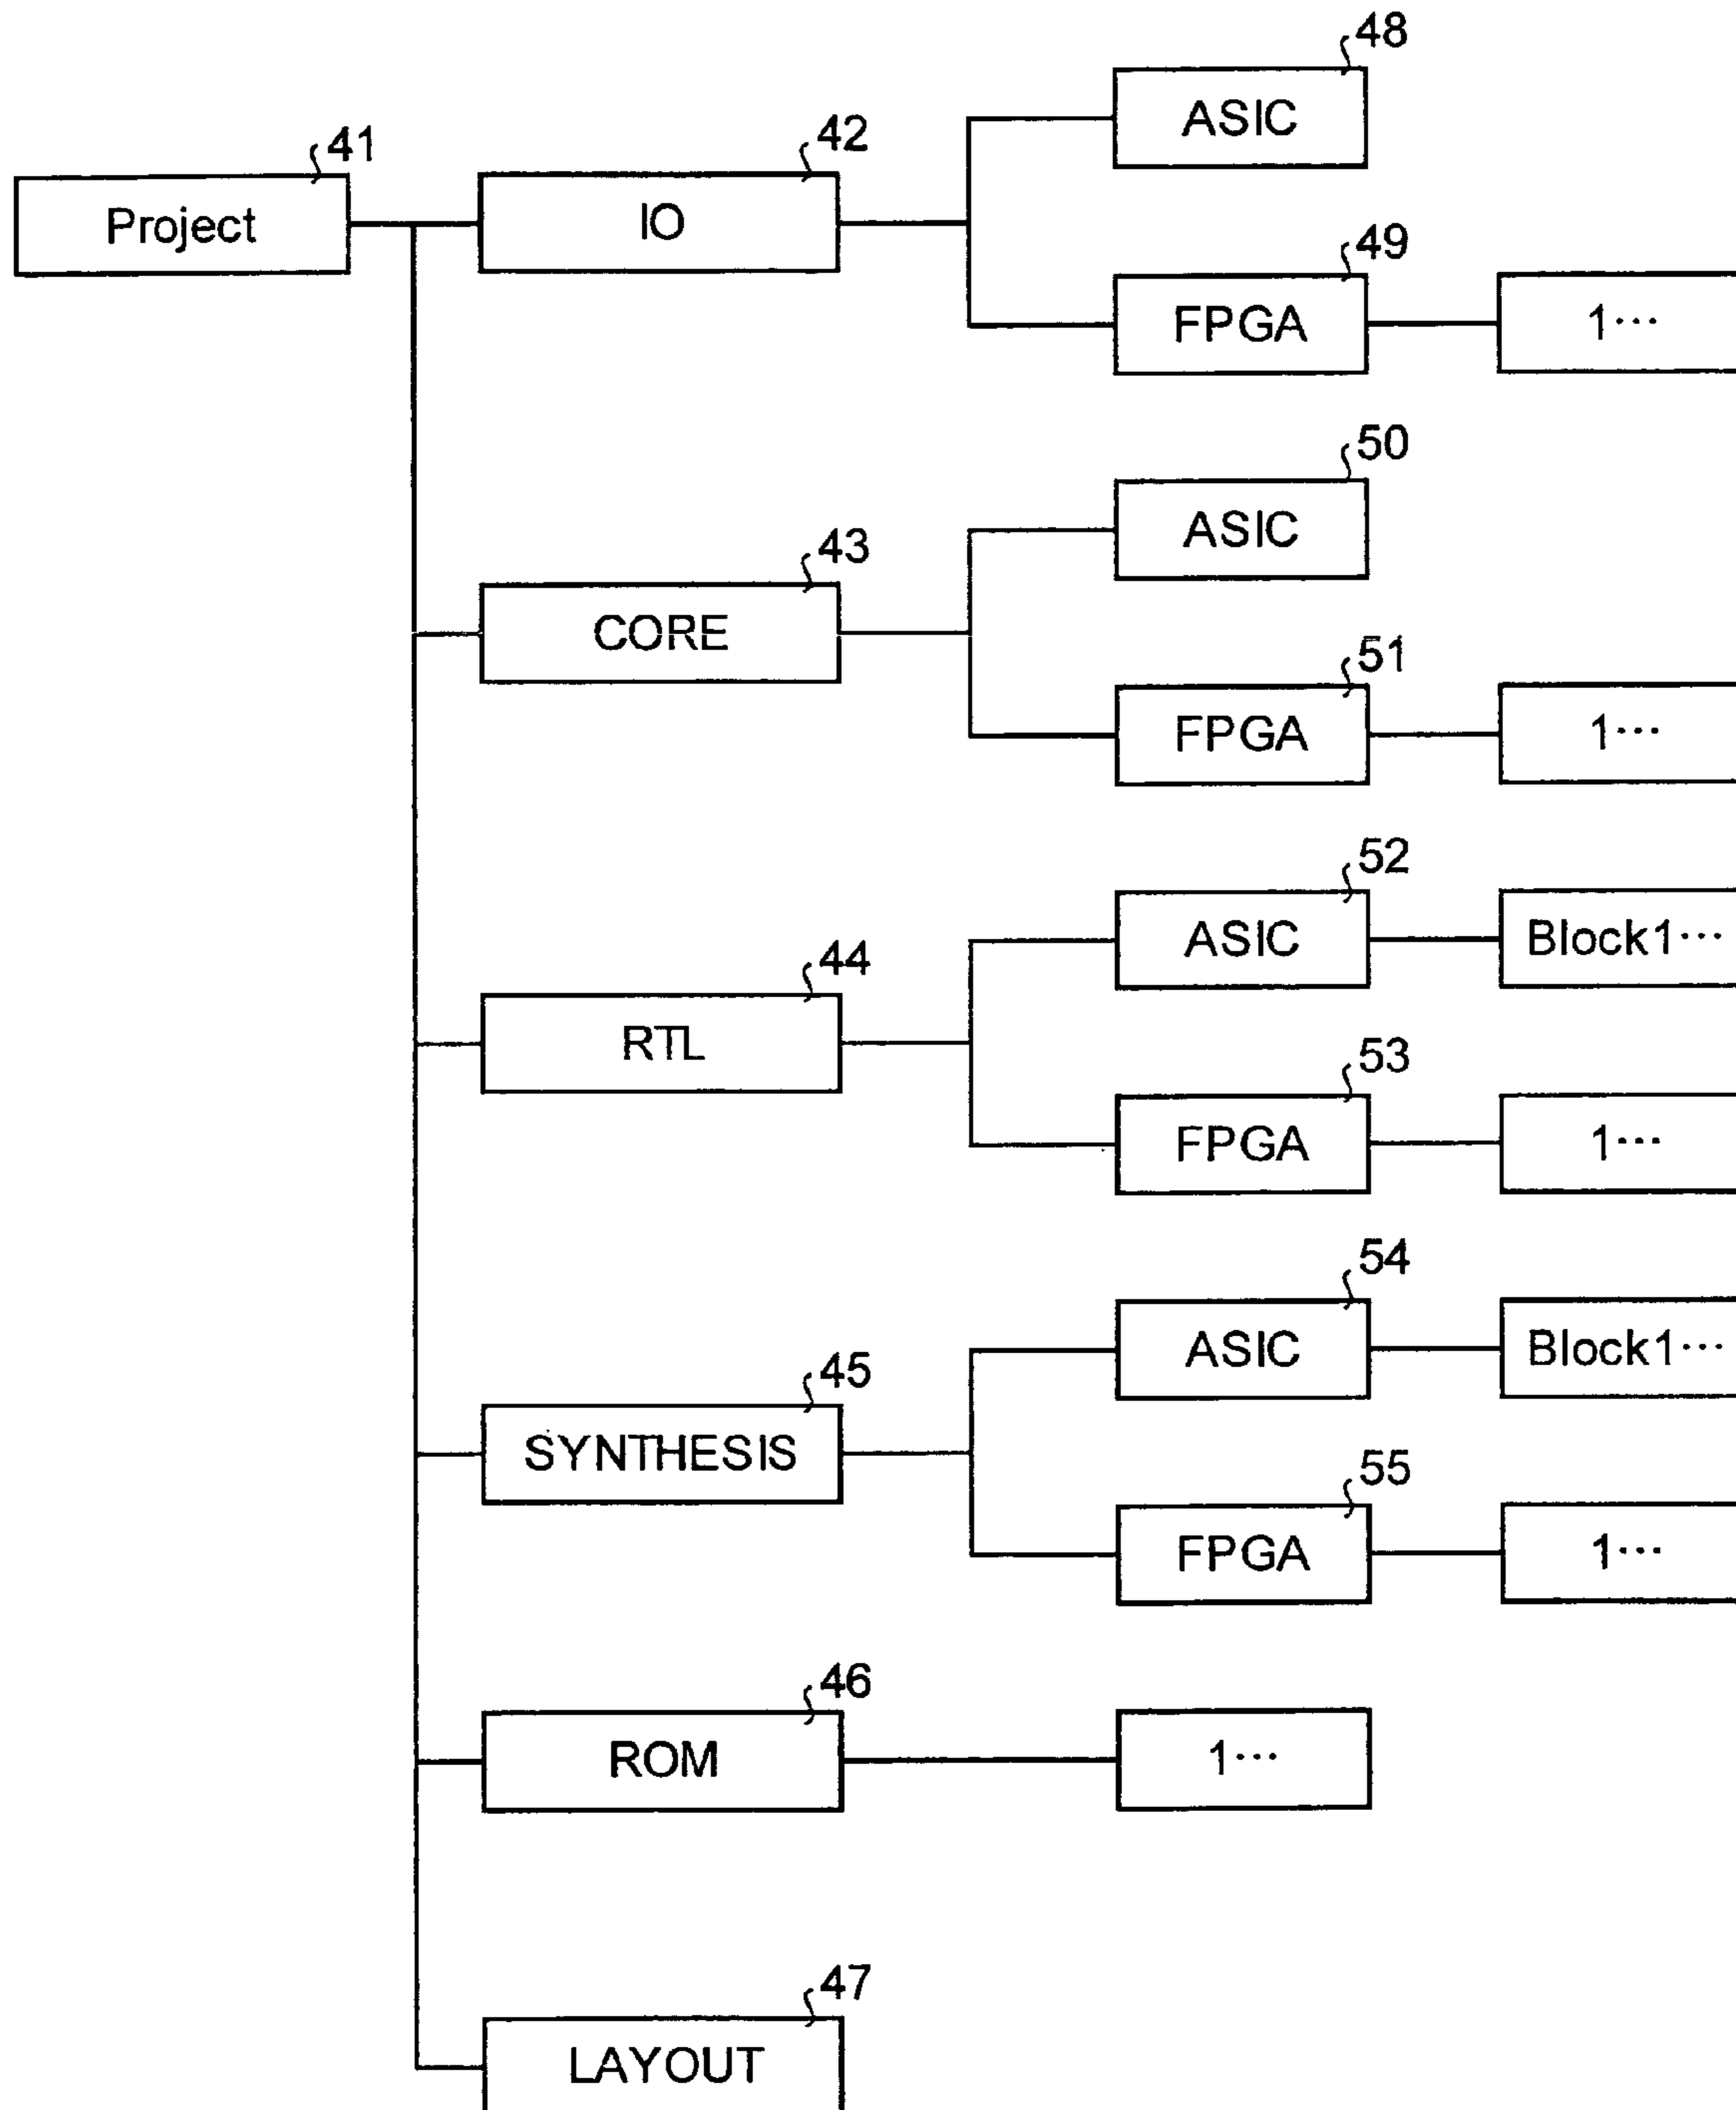 48
ASIC
41
42
Project
IO
49
FPGA
1···
50
ASIC
43
CORE
51
FPGA
1···
52
ASIC
Block1···
44
RTL
53
FPGA
1···
54
ASIC
Block1···
45
SYNTHESIS
55
FPGA
1···
46
ROM
1···
47
LAYOUT